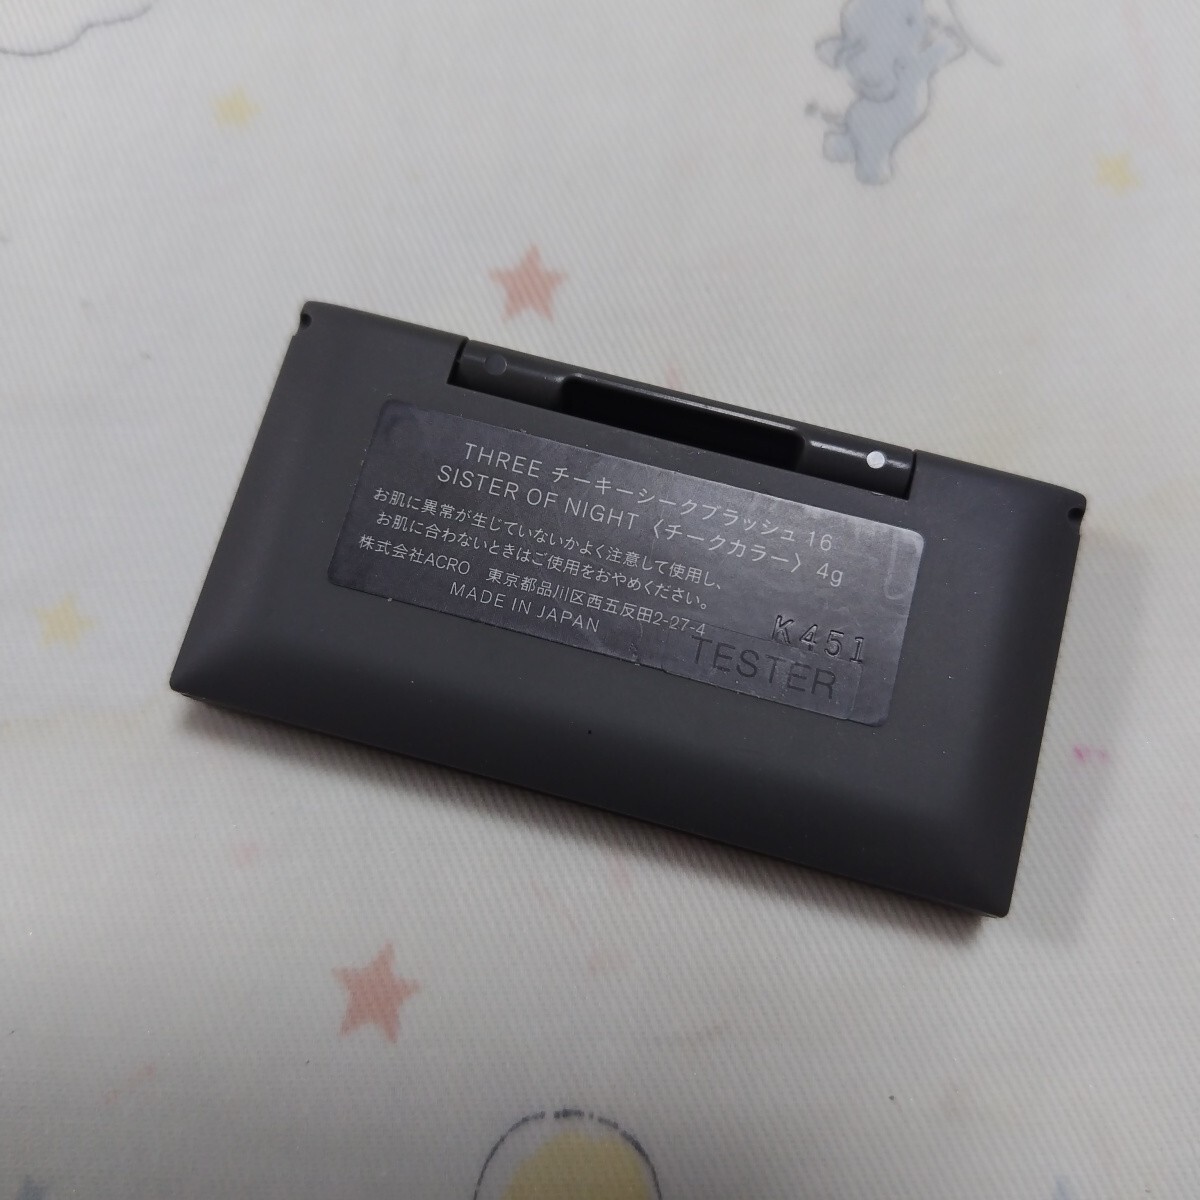 THREE チーキーシークブラッシュ 16
SISTER OF NIGHT 〈チークカラー〉 4g
お肌に異常が生じていないかよく注意して使用し、
お肌に合わないときはご使用をおやめください。
株式会社ACRO 東京都品川区西五反田2-27-4
MADE IN JAPAN
K451
TESTER